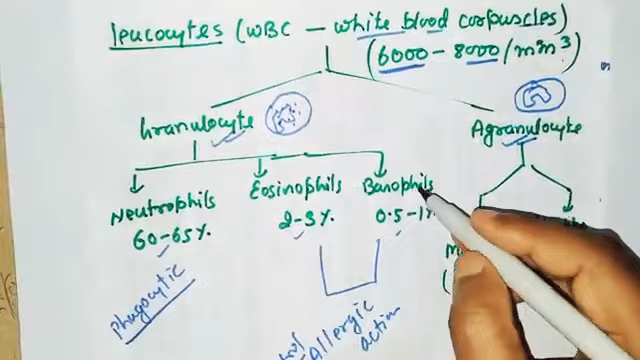 leucocytes (WBC — white blood corpuscles)
(6000 - 8000/mm3)
Granulocyte
Agranulocyte
Neutrophils
60-65%
Eosinophils
2-3%
Basophils
0.5-1%
Phagocytic
Allergic
action